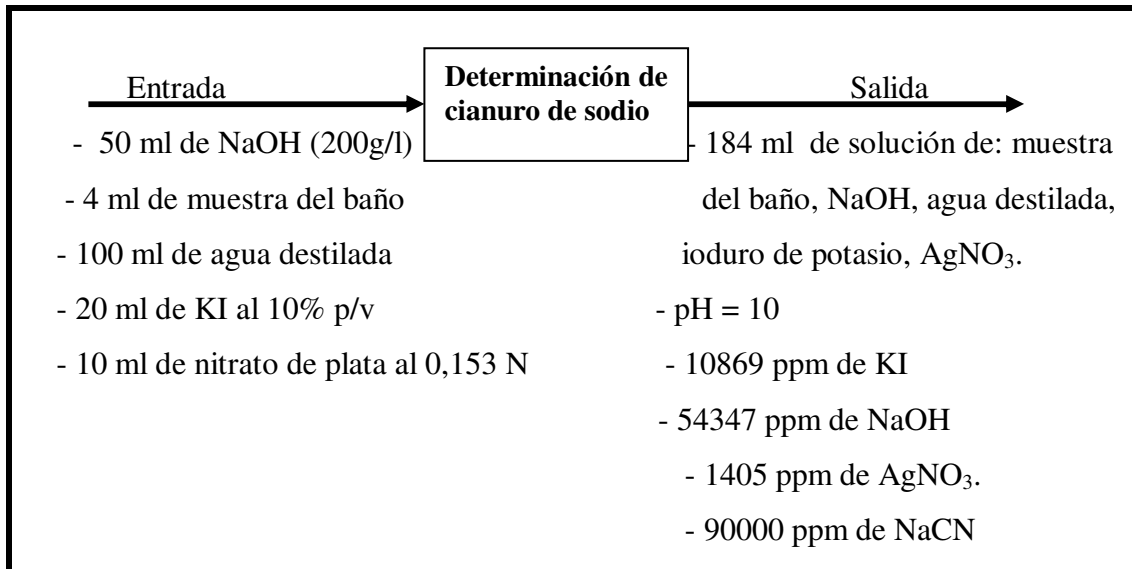 Entrada
Determinación de
cianuro de sodio
Salida
- 50 ml de NaOH (200g/l)
- 4 ml de muestra del baño
- 100 ml de agua destilada
- 20 ml de KI al 10% p/v
- 10 ml de nitrato de plata al 0,153 N
- 184 ml de solución de: muestra
del baño, NaOH, agua destilada,
ioduro de potasio, AgNO₃.
- pH = 10
- 10869 ppm de KI
- 54347 ppm de NaOH
- 1405 ppm de AgNO₃.
- 90000 ppm de NaCN